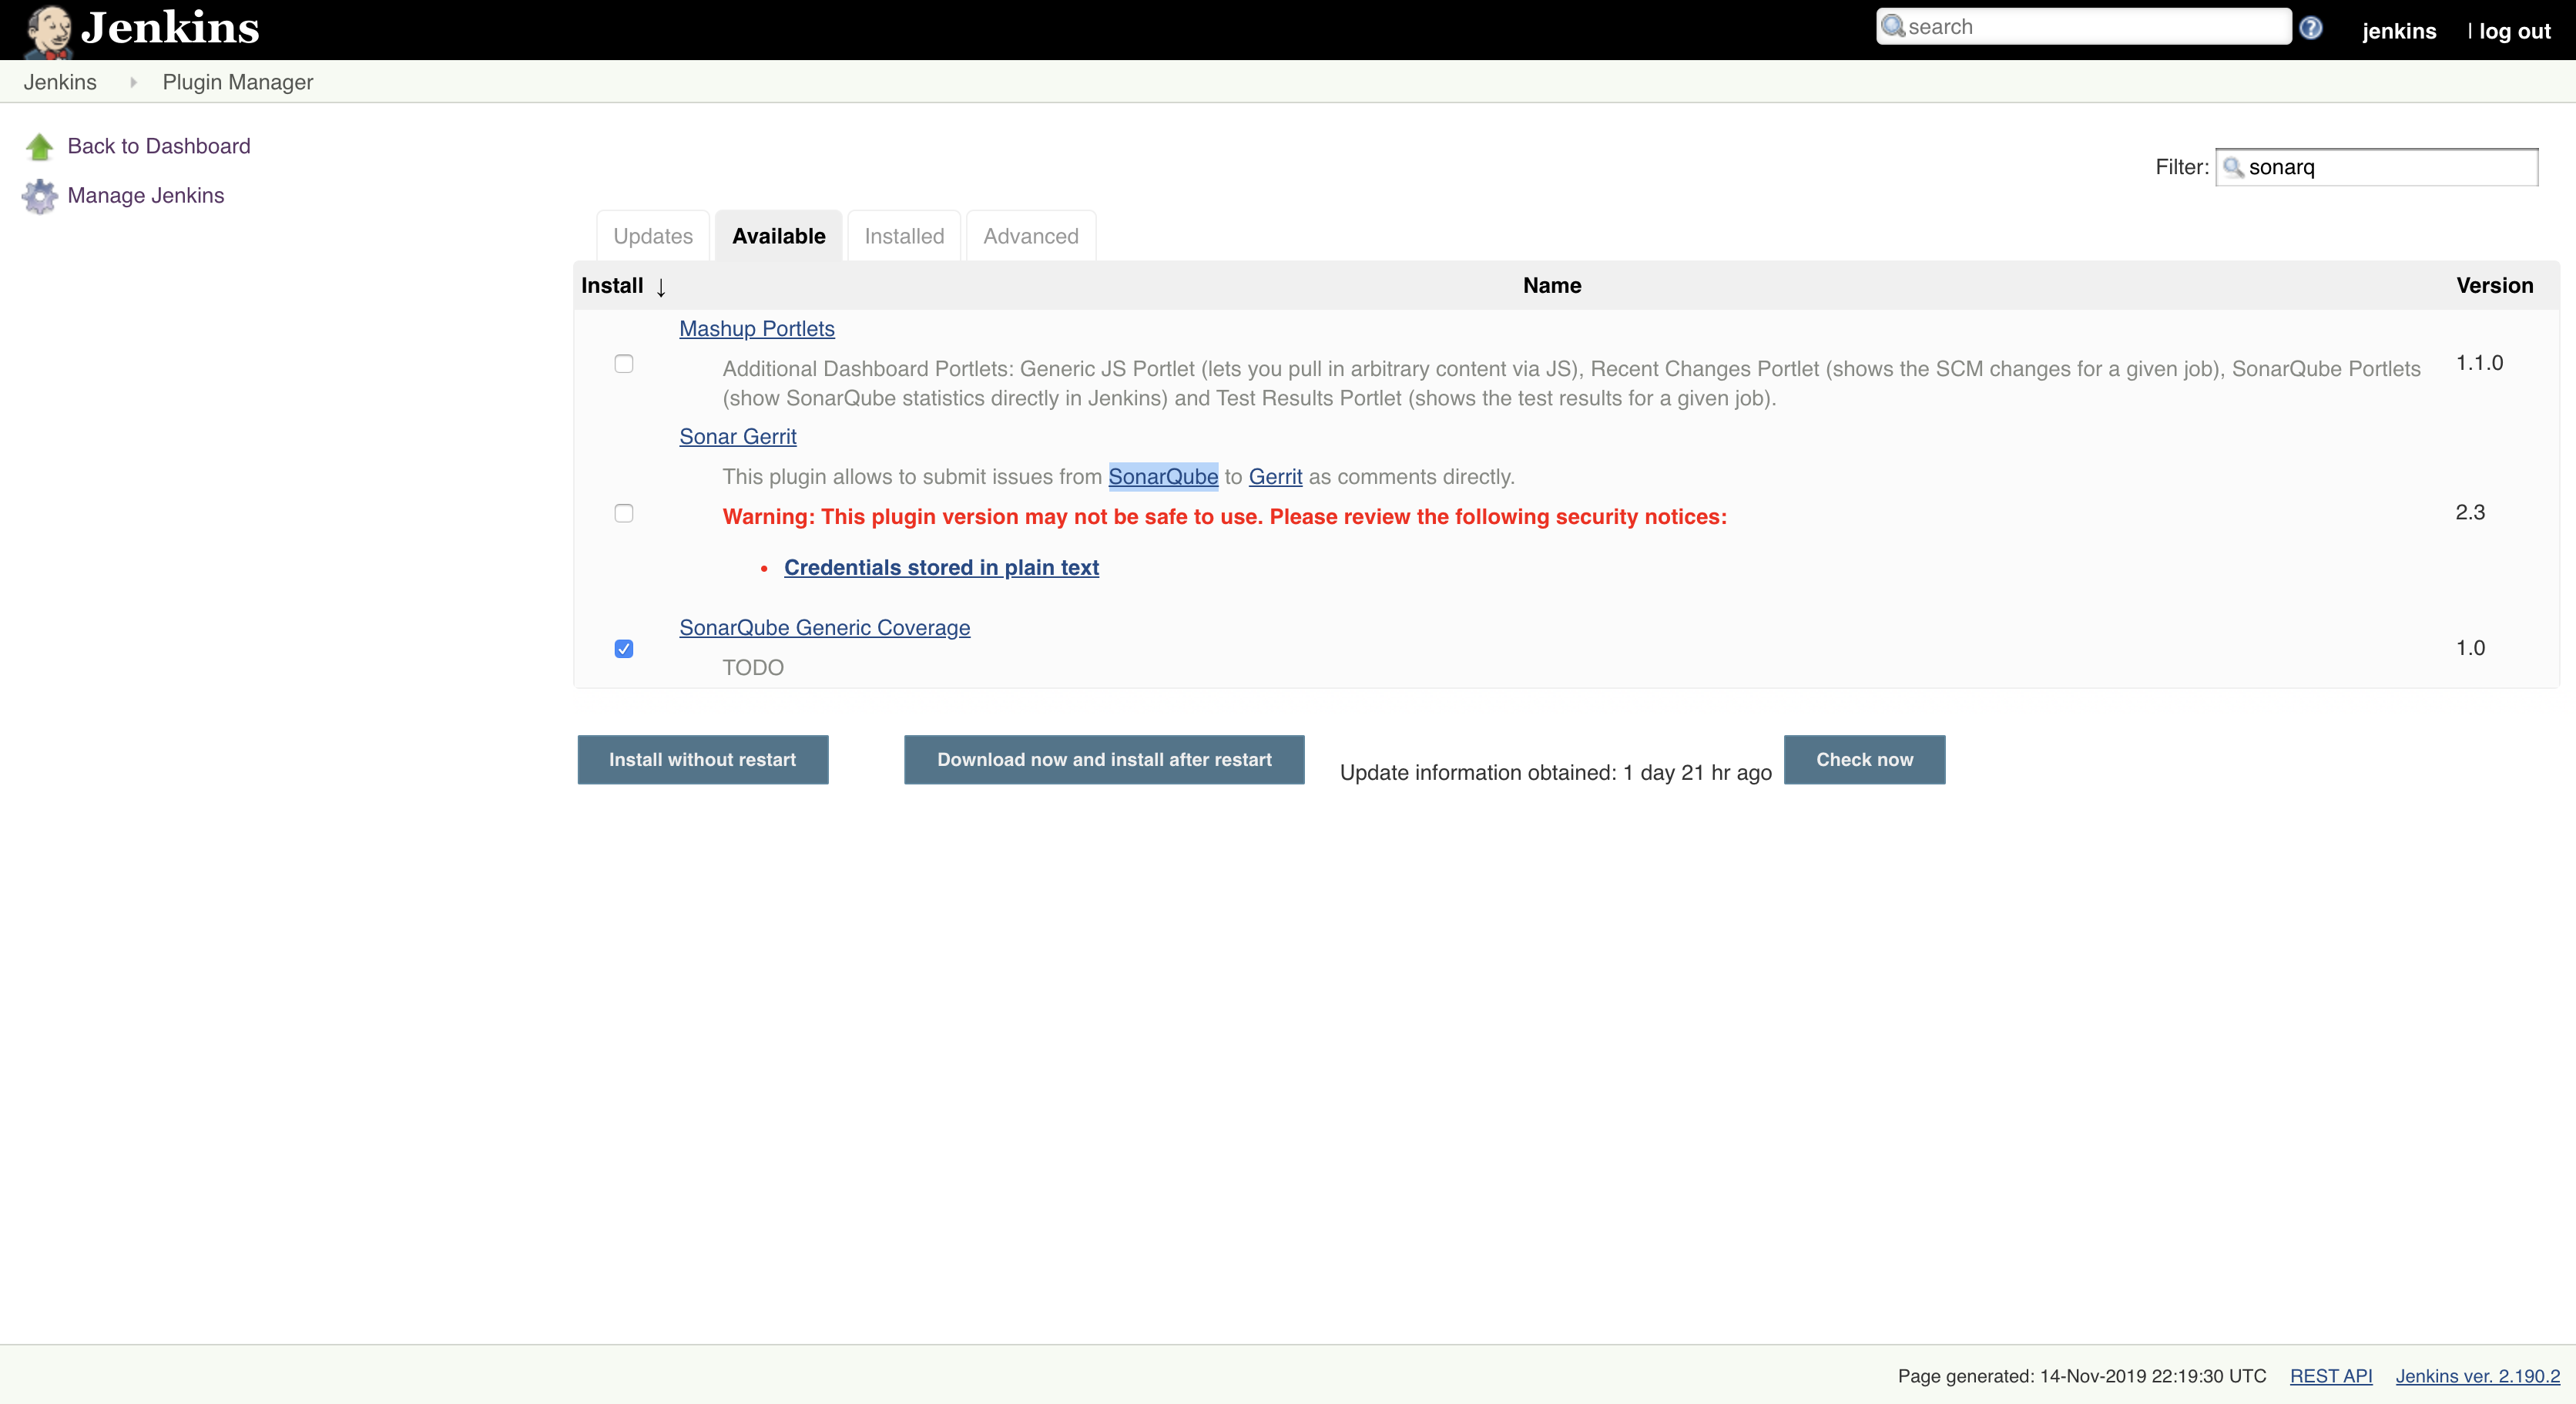 Jenkins
search
jenkins
| log out
Jenkins
Plugin Manager
Back to Dashboard
Manage Jenkins
Filter:
sonarq
Updates
Available
Installed
Advanced
Install ↓
Name
Version
Mashup Portlets
Additional Dashboard Portlets: Generic JS Portlet (lets you pull in arbitrary content via JS), Recent Changes Portlet (shows the SCM changes for a given job), SonarQube Portlets
(show SonarQube statistics directly in Jenkins) and Test Results Portlet (shows the test results for a given job).
1.1.0
Sonar Gerrit
This plugin allows to submit issues from SonarQube to Gerrit as comments directly.
Warning: This plugin version may not be safe to use. Please review the following security notices:
• Credentials stored in plain text
2.3
SonarQube Generic Coverage
TODO
1.0
Install without restart
Download now and install after restart
Update information obtained: 1 day 21 hr ago
Check now
Page generated: 14-Nov-2019 22:19:30 UTC
REST API
Jenkins ver. 2.190.2